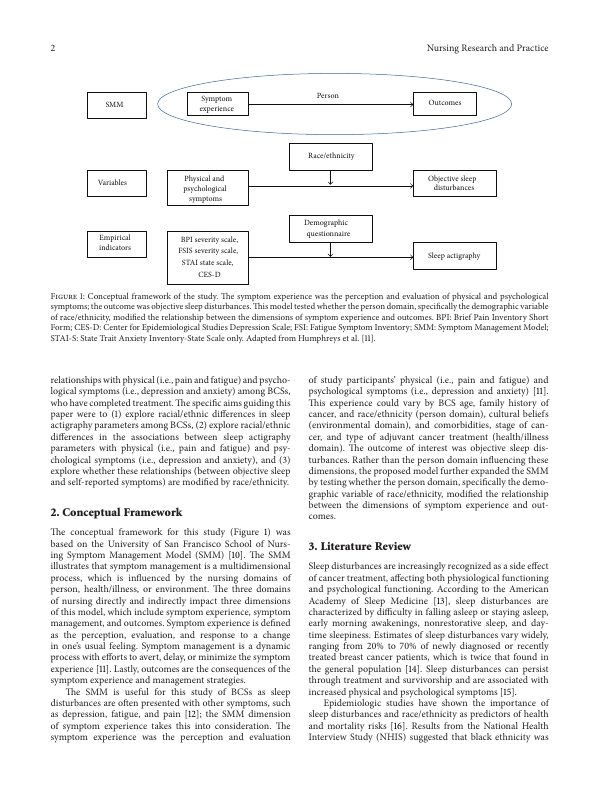 2
Nursing Research and Practice
SMM
Symptom
experience
Person
Outcomes
Race/ethnicity
Variables
Physical and
psychological
symptoms
Objective sleep
disturbances
Demographic
questionnaire
Empirical
indicators
BPI severity scale,
FSIS severity scale,
STAI state scale,
CES-D
Sleep actigraphy
Figure 1: Conceptual framework of the study. The symptom experience was the perception and evaluation of physical and psychological
symptoms; the outcome was objective sleep disturbances. This model tested whether the person domain, specifically the demographic variable
of race/ethnicity, modified the relationship between the dimensions of symptom experience and outcomes. BPI: Brief Pain Inventory Short
Form; CES-D: Center for Epidemiological Studies Depression Scale; FSI: Fatigue Symptom Inventory; SMM: Symptom Management Model;
STAI-S: State Trait Anxiety Inventory-State Scale only. Adapted from Humphreys et al. [11].
relationships with physical (i.e., pain and fatigue) and psycho-
logical symptoms (i.e., depression and anxiety) among BCSs,
who have completed treatment. The specific aims guiding this
paper were to (1) explore racial/ethnic differences in sleep
actigraphy parameters among BCSs, (2) explore racial/ethnic
differences in the associations between sleep actigraphy
parameters with physical (i.e., pain and fatigue) and psy-
chological symptoms (i.e., depression and anxiety), and (3)
explore whether these relationships (between objective sleep
and self-reported symptoms) are modified by race/ethnicity.
2. Conceptual Framework
The conceptual framework for this study (Figure 1) was
based on the University of San Francisco School of Nurs-
ing Symptom Management Model (SMM) [10]. The SMM
illustrates that symptom management is a multidimensional
process, which is influenced by the nursing domains of
person, health/illness, or environment. The three domains
of nursing directly and indirectly impact three dimensions
of this model, which include symptom experience, symptom
management, and outcomes. Symptom experience is defined
as the perception, evaluation, and response to a change
in one's usual feeling. Symptom management is a dynamic
process with efforts to avert, delay, or minimize the symptom
experience [11]. Lastly, outcomes are the consequences of the
symptom experience and management strategies.
The SMM is useful for this study of BCSs as sleep
disturbances are often presented with other symptoms, such
as depression, fatigue, and pain [12]; the SMM dimension
of symptom experience takes this into consideration. The
symptom experience was the perception and evaluation
of study participants' physical (i.e., pain and fatigue) and
psychological symptoms (i.e., depression and anxiety) [11].
This experience could vary by BCS age, family history of
cancer, and race/ethnicity (person domain), cultural beliefs
(environmental domain), and comorbidities, stage of can-
cer, and type of adjuvant cancer treatment (health/illness
domain). The outcome of interest was objective sleep dis-
turbances. Rather than the person domain influencing these
dimensions, the proposed model further expanded the SMM
by testing whether the person domain, specifically the demo-
graphic variable of race/ethnicity, modified the relationship
between the dimensions of symptom experience and out-
comes.
3. Literature Review
Sleep disturbances are increasingly recognized as a side effect
of cancer treatment, affecting both physiological functioning
and psychological functioning. According to the American
Academy of Sleep Medicine [13], sleep disturbances are
characterized by difficulty in falling asleep or staying asleep,
early morning awakenings, nonrestorative sleep, and day-
time sleepiness. Estimates of sleep disturbances vary widely,
ranging from 20% to 70% of newly diagnosed or recently
treated breast cancer patients, which is twice that found in
the general population [14]. Sleep disturbances can persist
through treatment and survivorship and are associated with
increased physical and psychological symptoms [15].
Epidemiologic studies have shown the importance of
sleep disturbances and race/ethnicity as predictors of health
and mortality risks [16]. Results from the National Health
Interview Study (NHIS) suggested that black ethnicity was